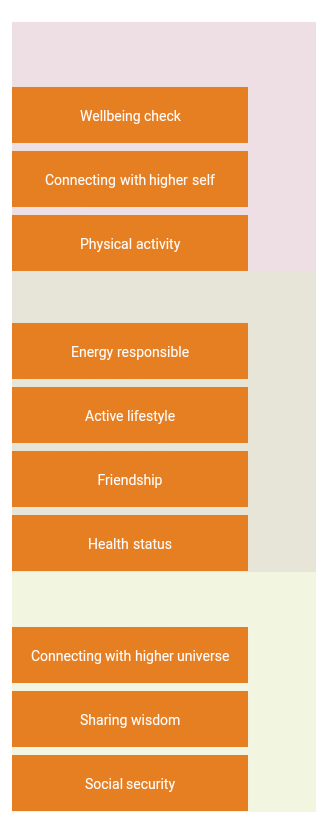 Wellbeing check
Connecting with higher self
Physical activity
Energy responsible
Active lifestyle
Friendship
Health status
Connecting with higher universe
Sharing wisdom
Social security